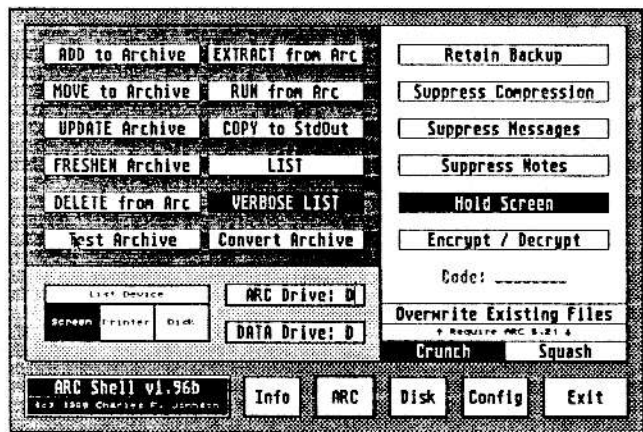 ADD to Archive EXTRACT from Arc
MOVE to Archive RUN from Arc
UPDATE Archive COPY to StdOut
FRESHEN Archive LIST
DELETE from Arc VERBOSE LIST
Test Archive Convert Archive
List Device
Screen Printer Disk
ARC Drive: D
DATA Drive: D
Retain Backup
Suppress Compression
Suppress Messages
Suppress Notes
Hold Screen
Encrypt / Decrypt
Code: ________
Overwrite Existing Files
↑ Require ARC 5.21 ↓
Crunch Squash
ARC Shell v1.96b
(c) Charles F. Johnson
Info ARC Disk Config Exit